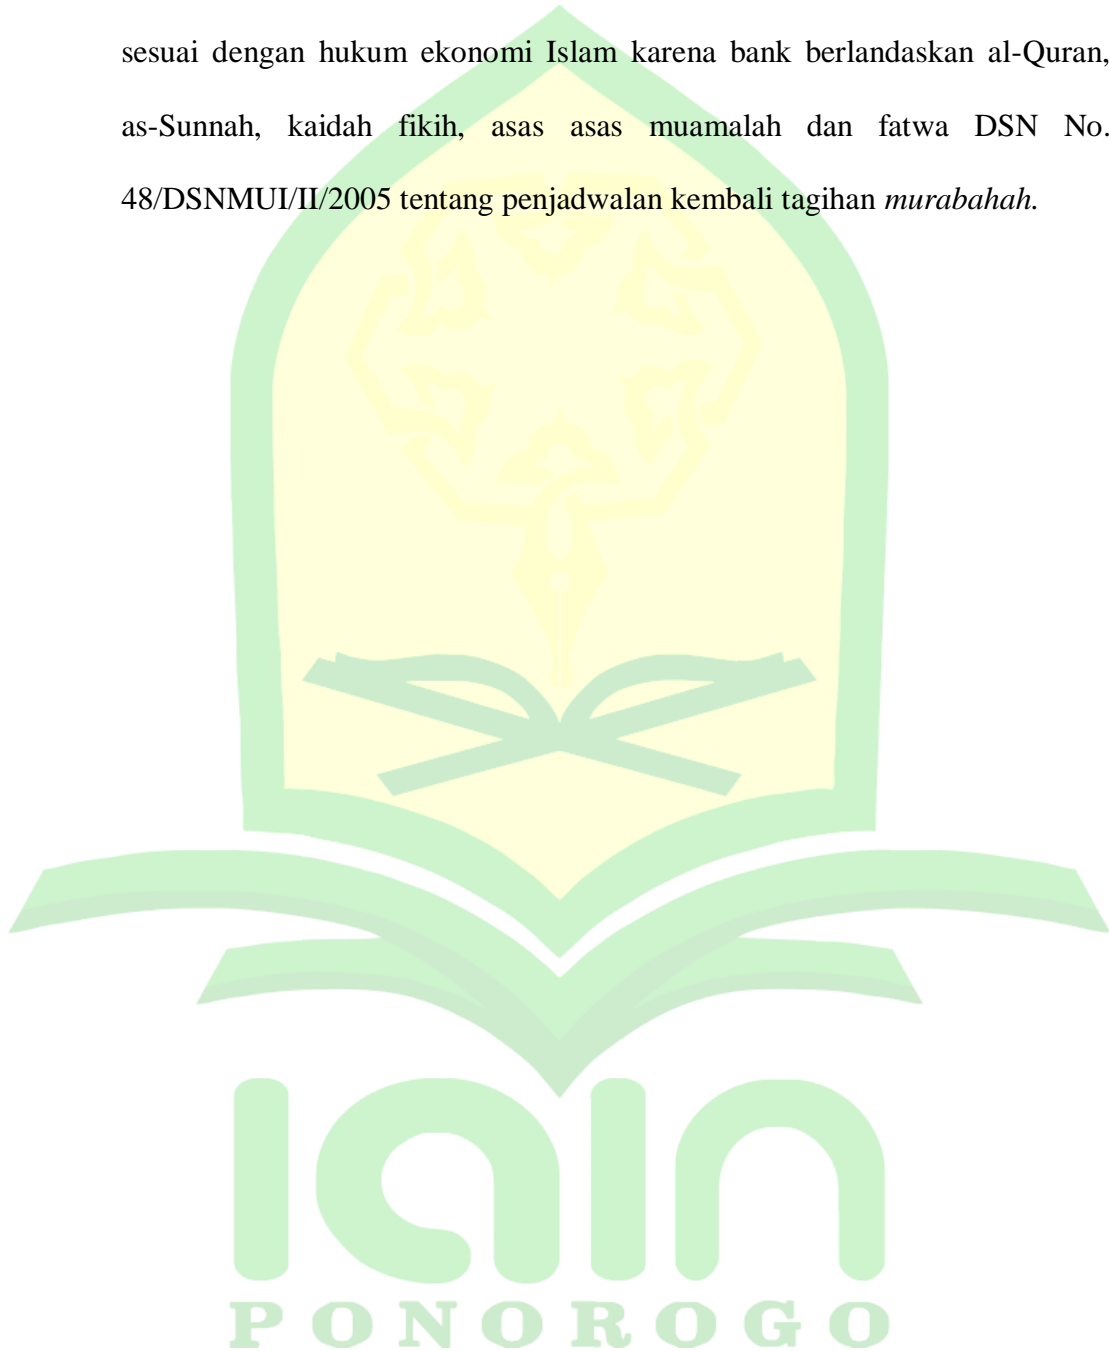 sesuai dengan hukum ekonomi Islam karena bank berlandaskan al-Quran,
as-Sunnah, kaidah fikih, asas asas muamalah dan fatwa DSN No.
48/DSNMUI/II/2005 tentang penjadwalan kembali tagihan murabahah.
iain
PONOROGO